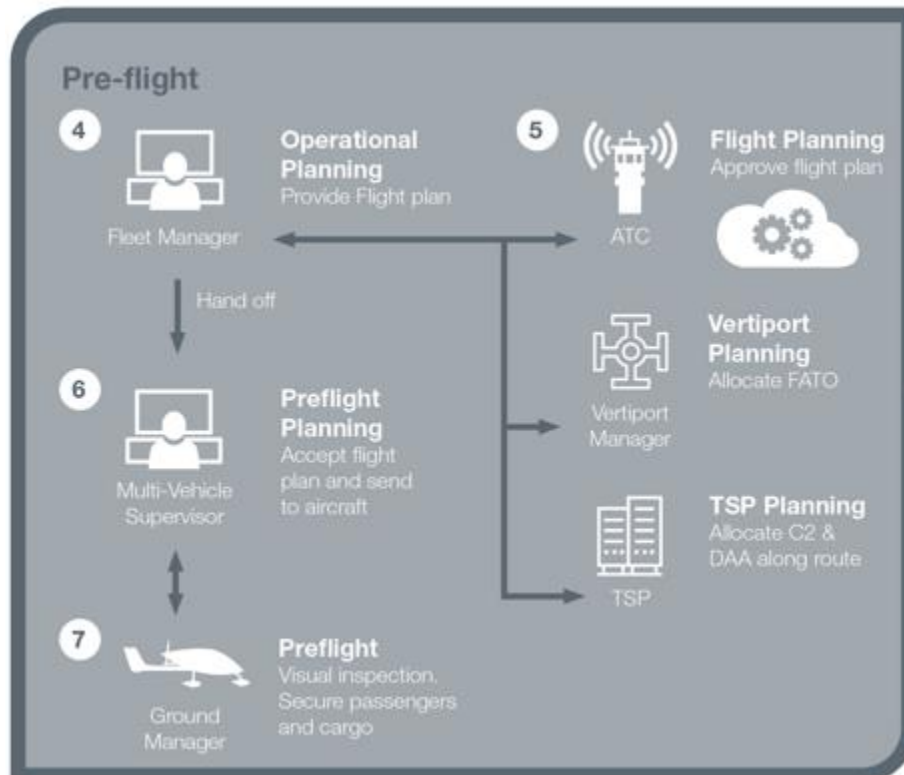 Pre-flight
4
Operational
Planning
Provide Flight plan
Fleet Manager
5
Flight Planning
Approve flight plan
ATC
Hand off
Vertiport
Planning
Allocate FATO
Vertiport
Manager
6
Preflight
Planning
Accept flight
plan and send
to aircraft
Multi-Vehicle
Supervisor
TSP Planning
Allocate C2 &
DAA along route
TSP
7
Preflight
Visual inspection.
Secure passengers
and cargo
Ground
Manager